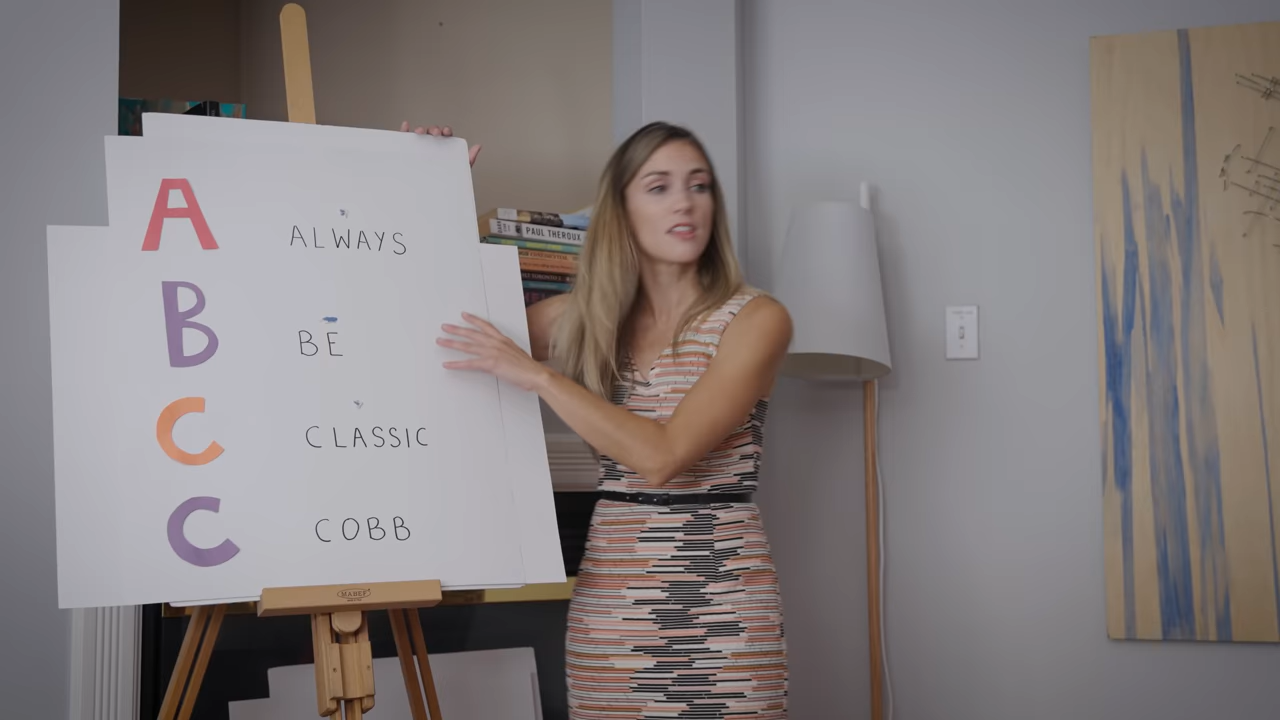 A ALWAYS
B BE
C CLASSIC
C COBB
PAUL THEROUX
MABEF